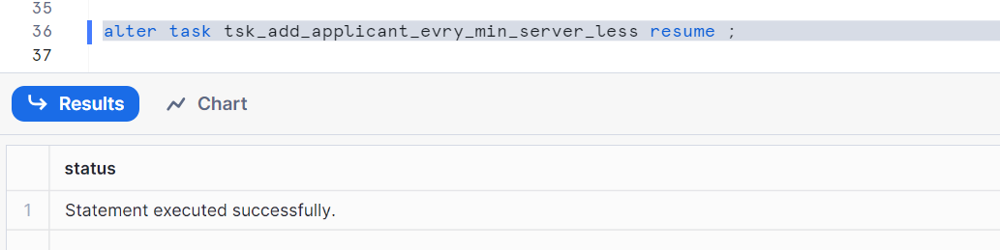 35
36 alter task tsk_add_applicant_evry_min_server_less resume ;
37
Results Chart
status
1 Statement executed successfully.